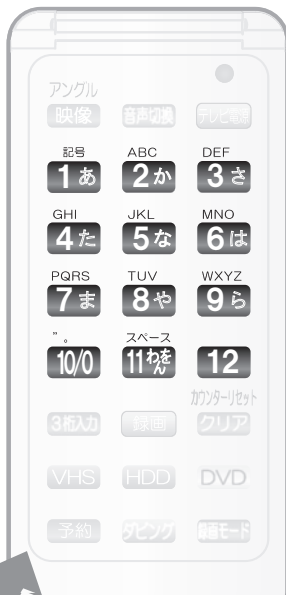 アングル
映像 音声切換 テレビ電源
記号 ABC DEF
1あ 2か 3さ
GHI JKL MNO
4た 5な 6は
PQRS TUV WXYZ
7ま 8や 9ら
"。 スペース
10/0 11わをん 12
カウンターリセット
3桁入力 録画 クリア
VHS HDD DVD
予約 ダビング 録画モード